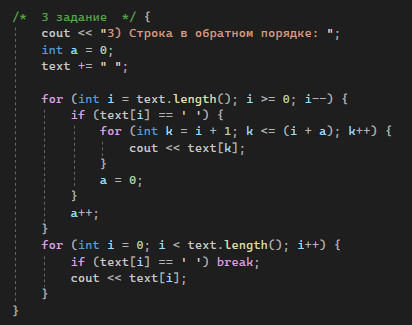 /*  3 задание  */ {
    cout << "3) Строка в обратном порядке: ";
    int a = 0;
    text += " ";

    for (int i = text.length(); i >= 0; i--) {
        if (text[i] == ' ') {
            for (int k = i + 1; k <= (i + a); k++) {
                cout << text[k];
            }
            a = 0;
        }
        a++;
    }
    for (int i = 0; i < text.length(); i++) {
        if (text[i] == ' ') break;
        cout << text[i];
    }
}